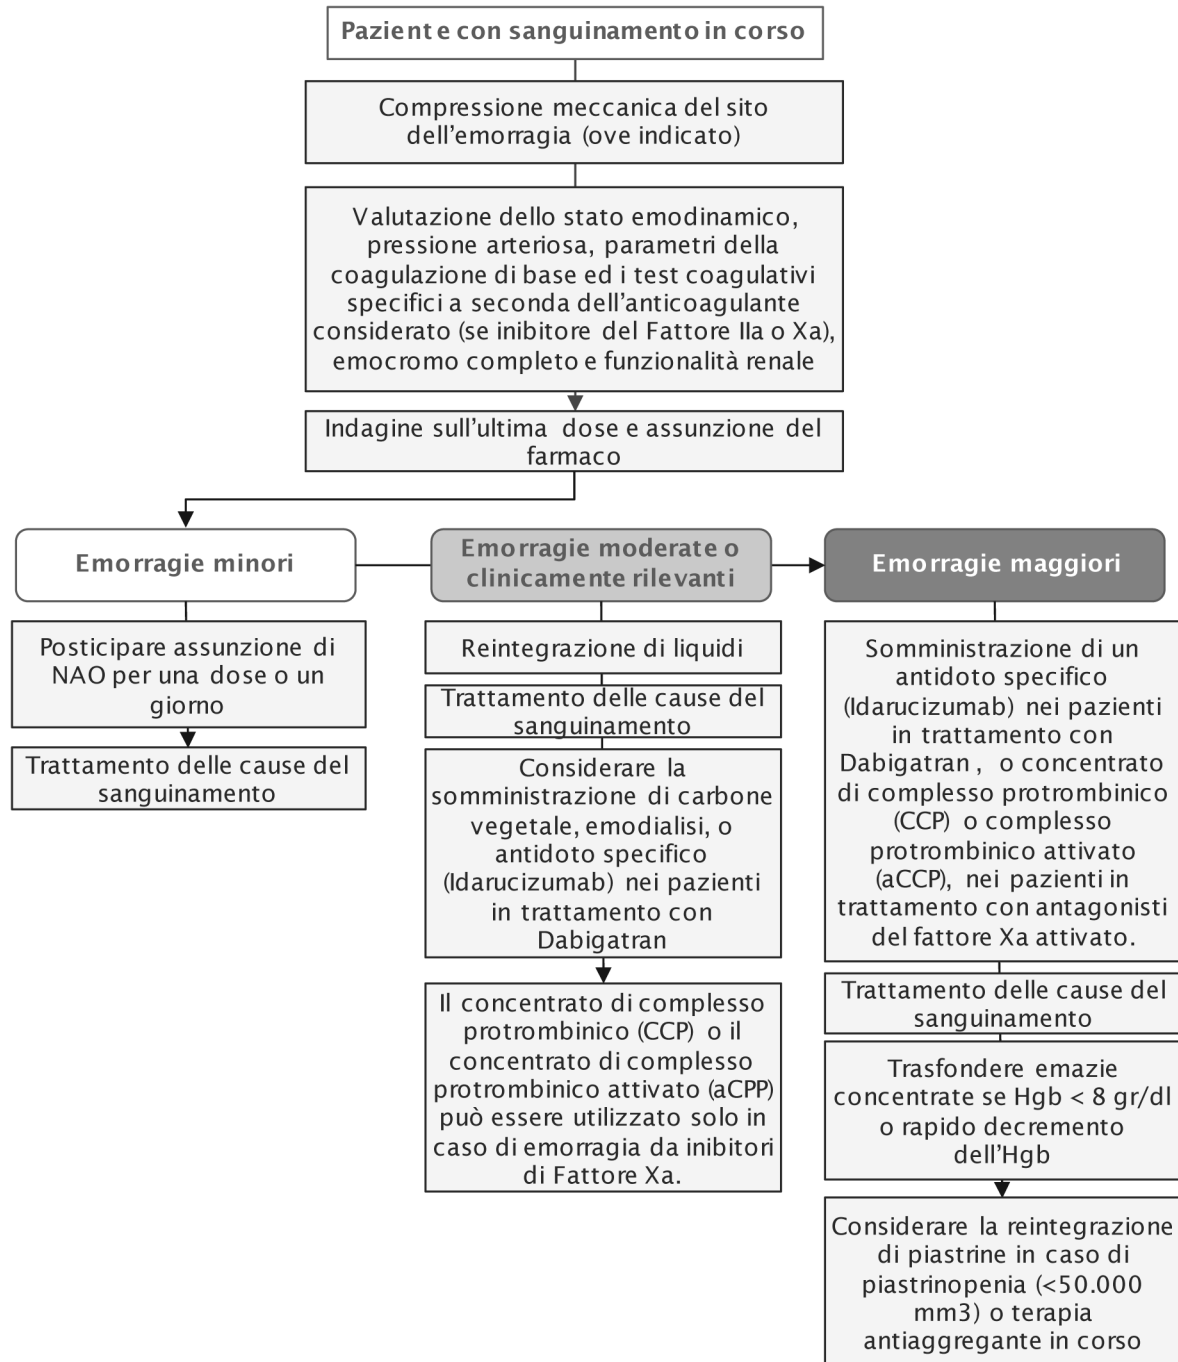 Paziente con sanguinamento in corso
Compressione meccanica del sito
dell’emorragia (ove indicato)
Valutazione dello stato emodinamico,
pressione arteriosa, parametri della
coagulazione di base ed i test coagulativi
specifici a seconda dell’anticoagulante
considerato (se inibitore del Fattore IIa o Xa),
emocromo completo e funzionalità renale
Indagine sull’ultima dose e assunzione del
farmaco
Emorragie minori
Posticipare assunzione di
NAO per una dose o un
giorno
Trattamento delle cause del
sanguinamento
Emorragie moderate o
clinicamente rilevanti
Reintegrazione di liquidi
Trattamento delle cause del
sanguinamento
Considerare la
somministrazione di carbone
vegetale, emodialisi, o
antidoto specifico
(Idarucizumab) nei pazienti
in trattamento con
Dabigatran
Il concentrato di complesso
protrombinico (CCP) o il
concentrato di complesso
protrombinico attivato (aCPP)
può essere utilizzato solo in
caso di emorragia da inibitori
di Fattore Xa.
Emorragie maggiori
Somministrazione di un
antidoto specifico
(Idarucizumab) nei pazienti
in trattamento con
Dabigatran , o concentrato
di complesso protrombinico
(CCP) o complesso
protrombinico attivato
(aCCP), nei pazienti in
trattamento con antagonisti
del fattore Xa attivato.
Trattamento delle cause del
sanguinamento
Trasfondere emazie
concentrate se Hgb < 8 gr/dl
o rapido decremento
dell’Hgb
Considerare la reintegrazione
di piastrine in caso di
piastrinopenia (<50.000
mm3) o terapia
antiaggregante in corso